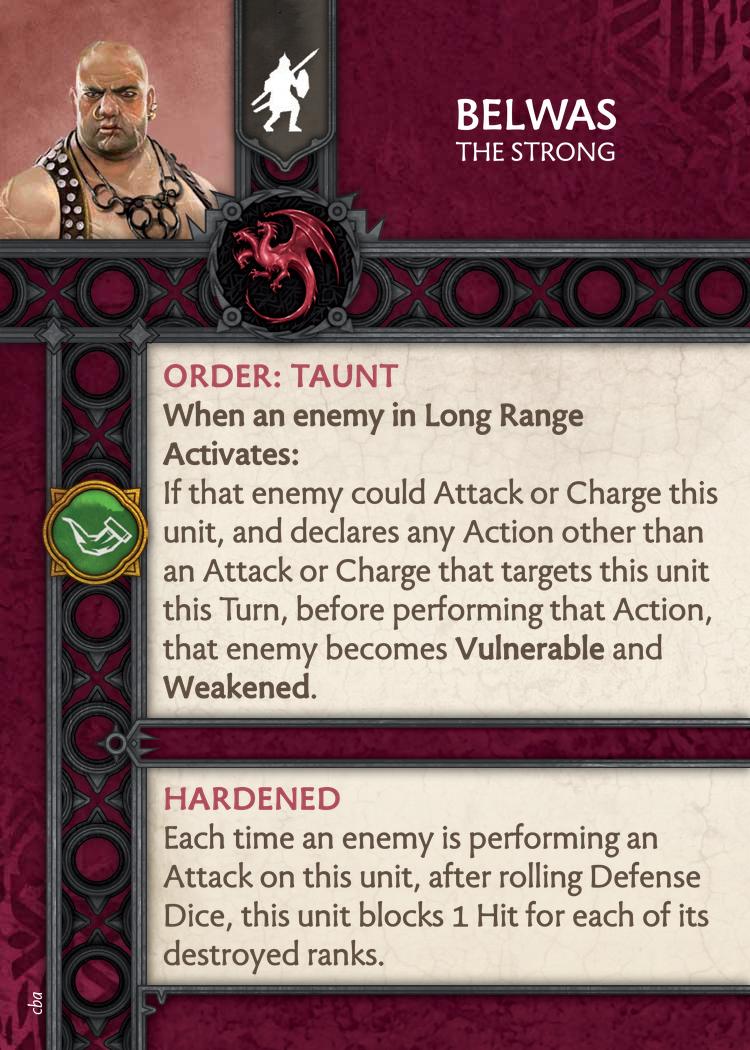 BELWAS
THE STRONG
ORDER: TAUNT
When an enemy in Long Range
Activates:
If that enemy could Attack or Charge this
unit, and declares any Action other than
an Attack or Charge that targets this unit
this Turn, before performing that Action,
that enemy becomes Vulnerable and
Weakened.
HARDENED
Each time an enemy is performing an
Attack on this unit, after rolling Defense
Dice, this unit blocks 1 Hit for each of its
destroyed ranks.
cba